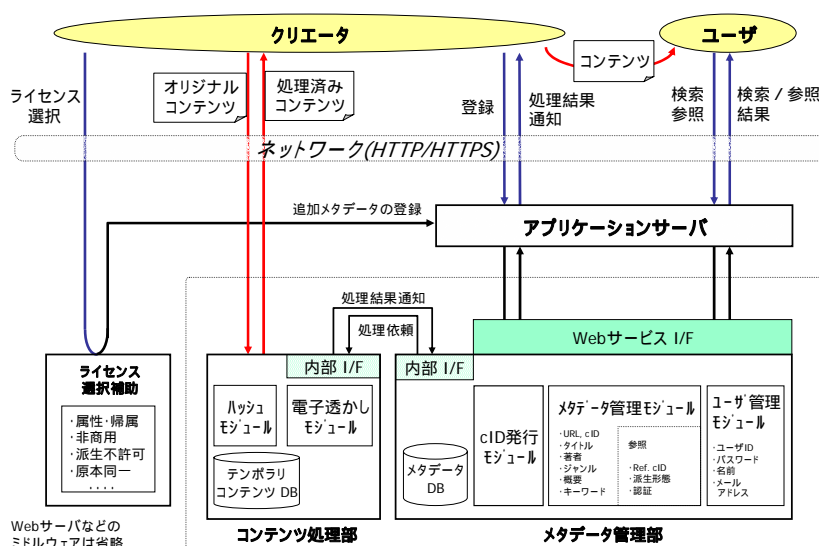 クリエータ
ユーザ
コンテンツ
ライセンス
選択
オリジナル
コンテンツ
処理済み
コンテンツ
登録
処理結果
通知
検索
参照
検索 / 参照
結果
ネットワーク(HTTP/HTTPS)
追加メタデータの登録
アプリケーションサーバ
処理結果通知
処理依頼
Webサービス I/F
内部 I/F
内部 I/F
ライセンス
選択補助
・属性・帰属
・非商用
・派生不許可
・原本同一
・・・・
ハッシュ
モジュール
電子透かし
モジュール
テンポラリ
コンテンツ DB
コンテンツ処理部
メタデータ
DB
cID発行
モジュール
メタデータ管理モジュール
・URL, cID
・タイトル
・著者
・ジャンル
・概要
・キーワード
参照
・Ref. cID
・派生形態
・認証
ユーザ管理
モジュール
・ユーザID
・パスワード
・名前
・メール
アドレス
メタデータ管理部
Webサーバなどの
ミドルウェアは省略